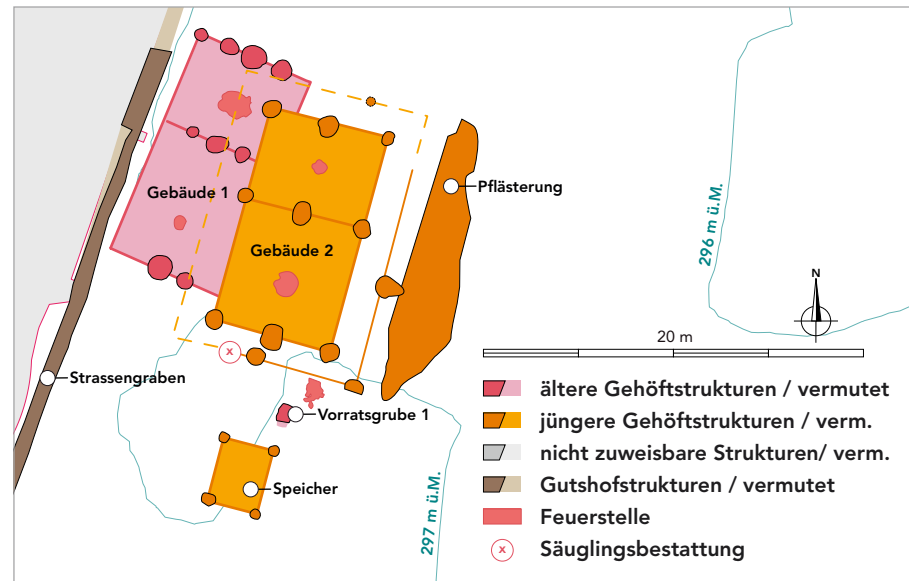 Gebäude 1
Gebäude 2
Pflästerung
296 m ü.M.
N
20 m
Strassengraben
Vorratsgrube 1
Speicher
297 m ü.M.
ältere Gehöftstrukturen / vermutet
jüngere Gehöftstrukturen / verm.
nicht zuweisbare Strukturen/ verm.
Gutshofstrukturen / vermutet
Feuerstelle
x
x Säuglingsbestattung